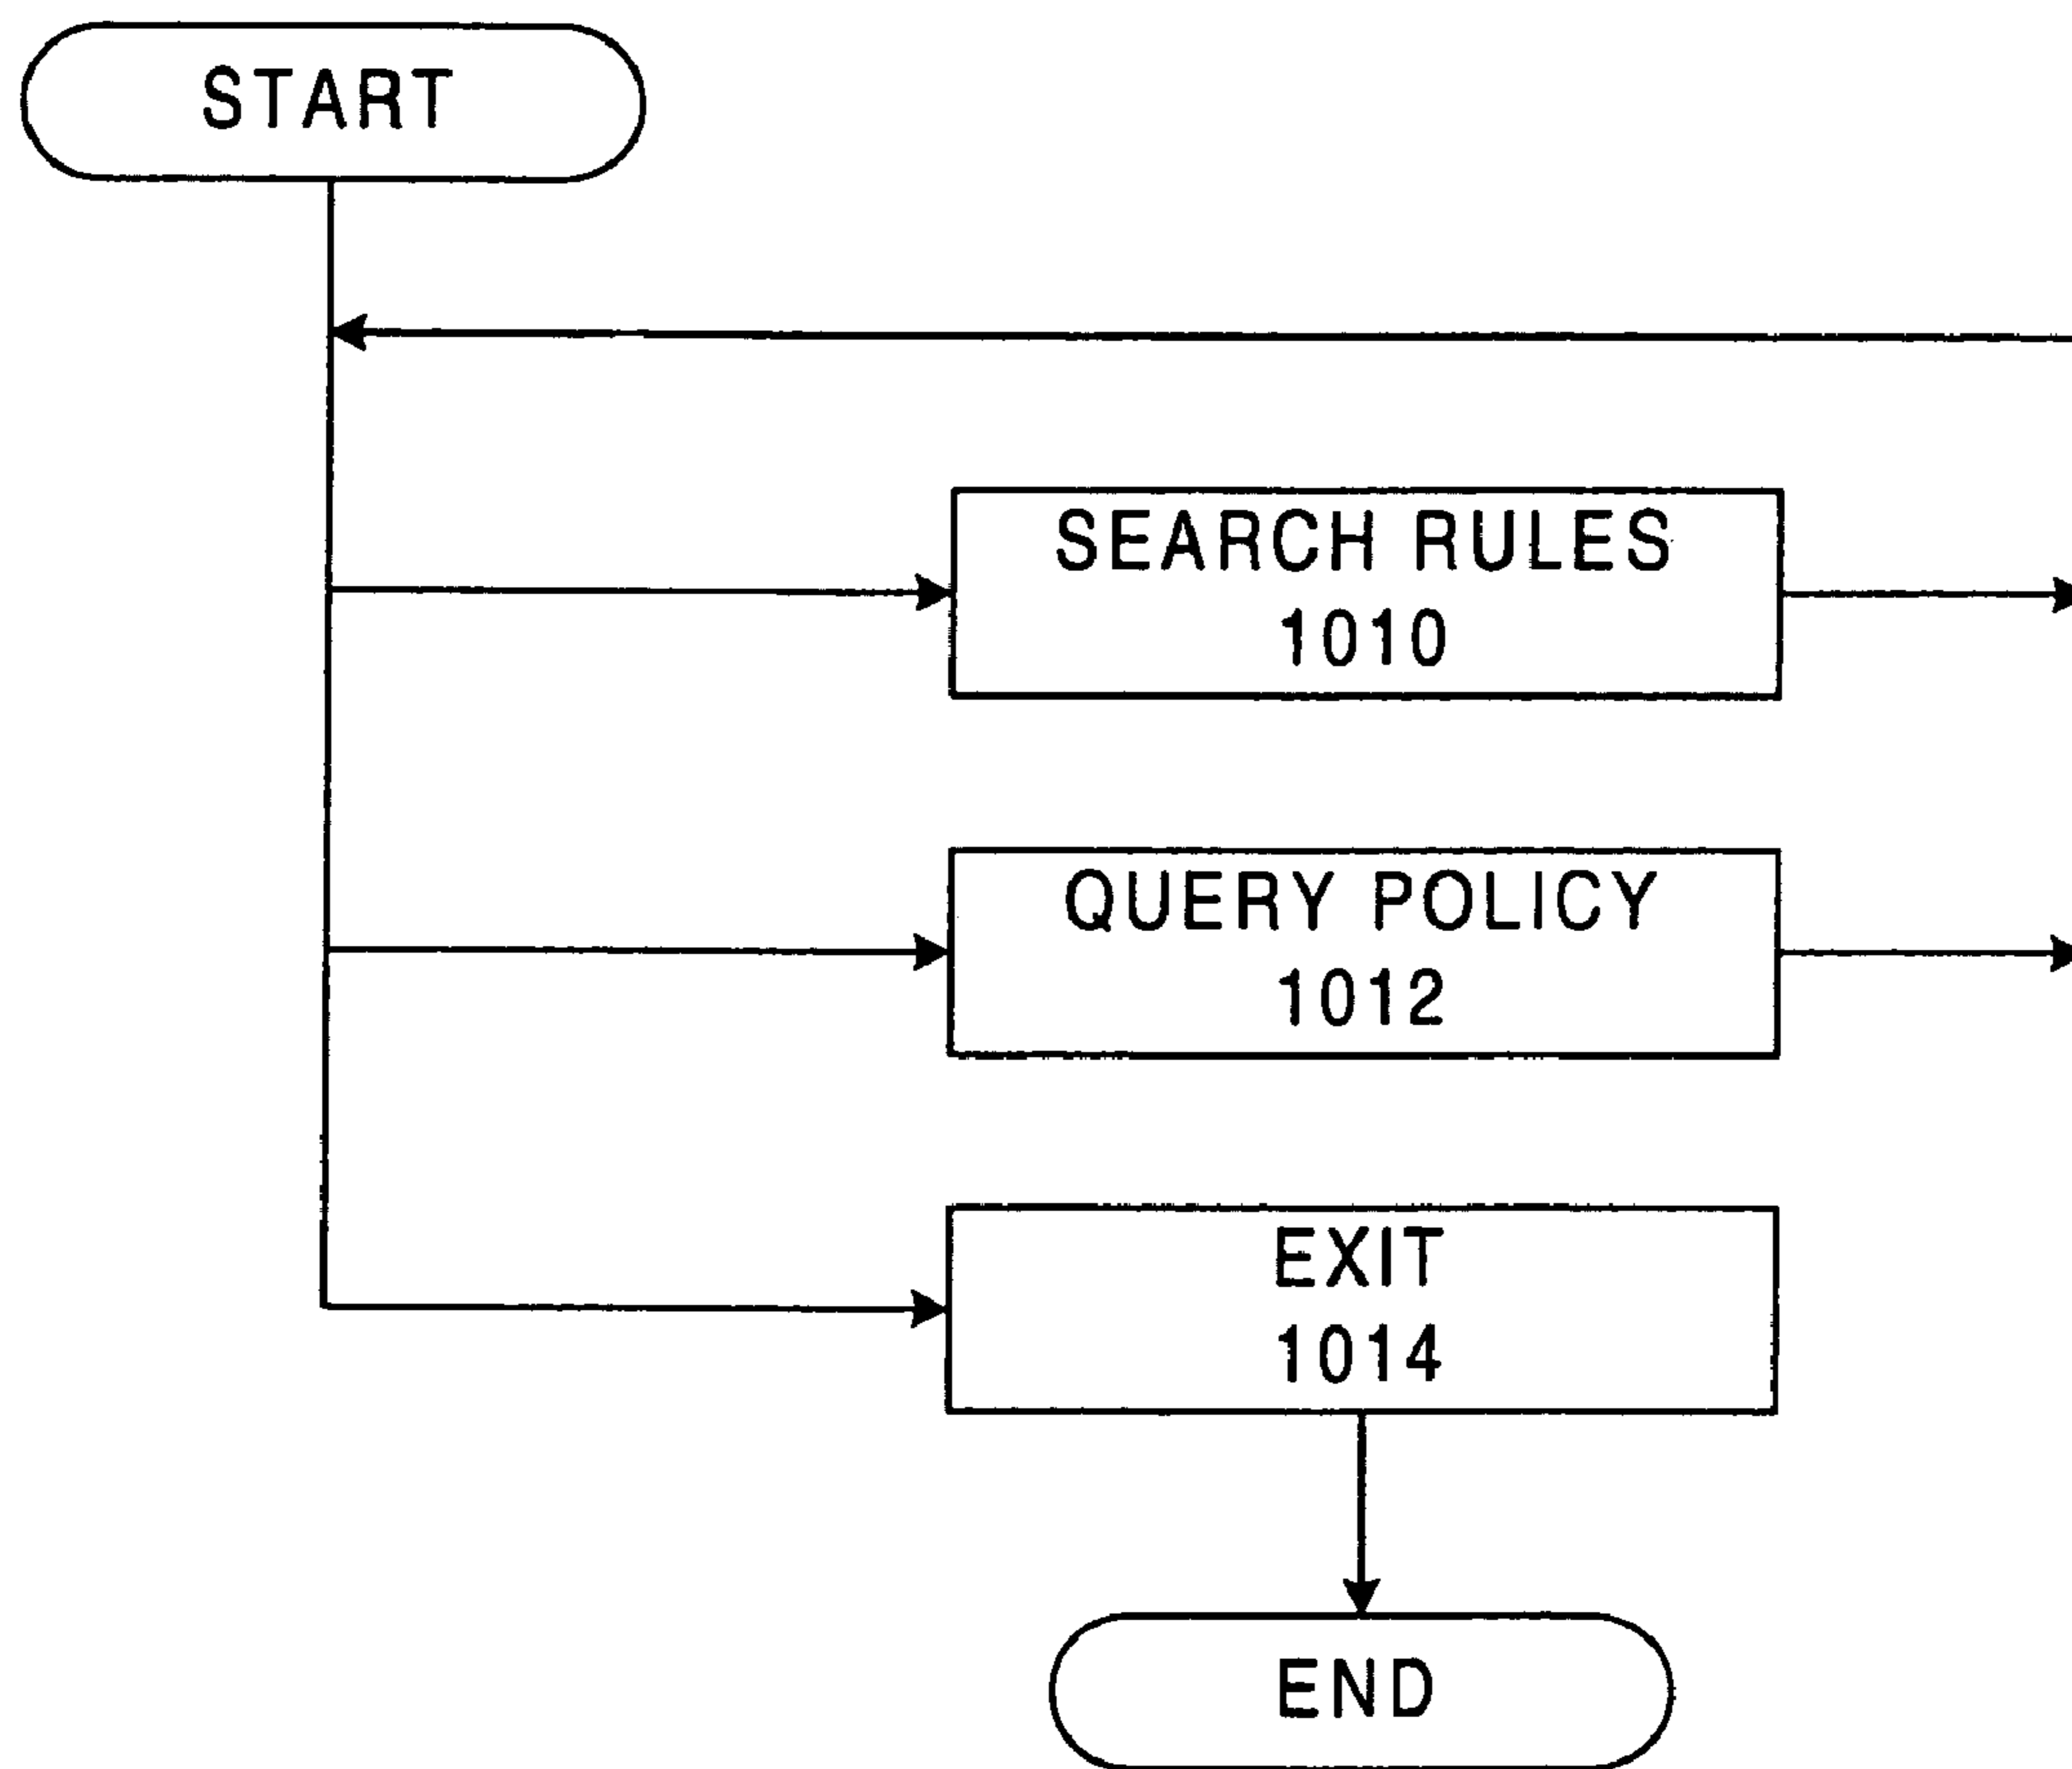 START
SEARCH RULES
1010
QUERY POLICY
1012
EXIT
1014
END